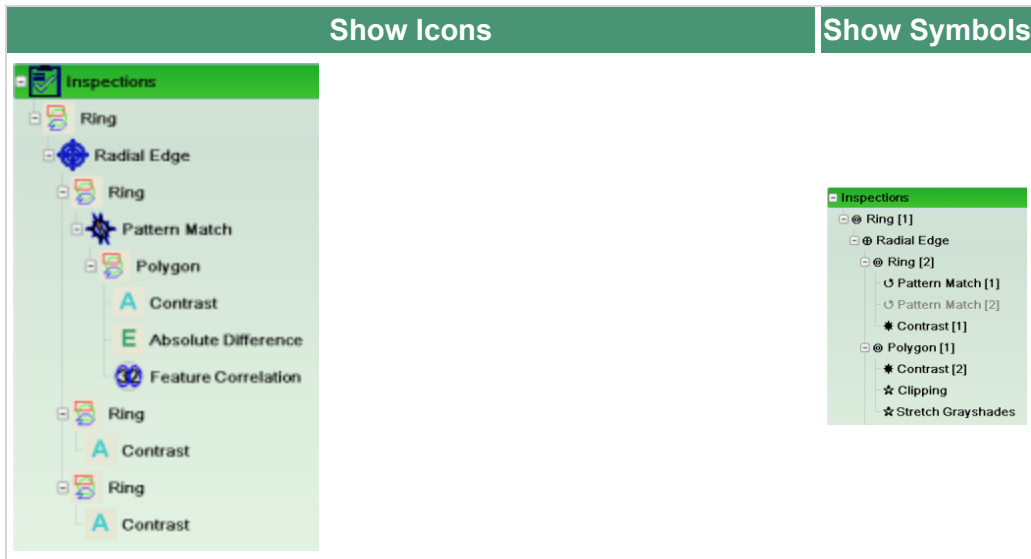 Show Icons
Show Symbols
Inspections
Ring
Radial Edge
Ring
Pattern Match
Polygon
A Contrast
E Absolute Difference
32 Feature Correlation
Ring
A Contrast
Ring
A Contrast
Inspections
Ring [1]
Radial Edge
Ring [2]
Pattern Match [1]
Pattern Match [2]
Contrast [1]
Polygon [1]
Contrast [2]
Clipping
Stretch Grayshades